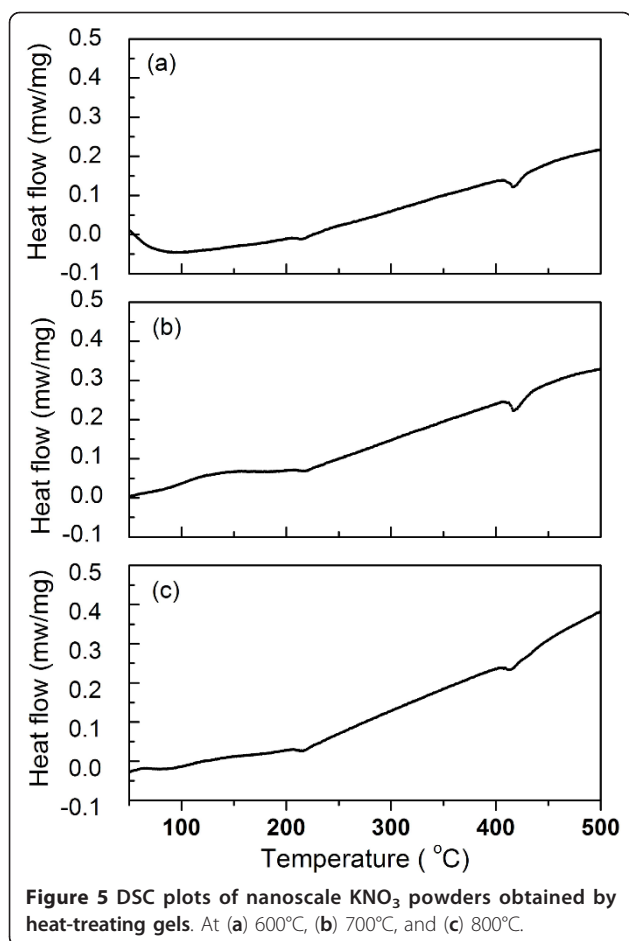 (a)
0.5
0.4
0.3
0.2
0.1
0.0
-0.1
Heat flow (mw/mg)
(b)
0.5
0.4
0.3
0.2
0.1
0.0
-0.1
Heat flow (mw/mg)
(c)
0.5
0.4
0.3
0.2
0.1
0.0
-0.1
Heat flow (mw/mg)
100 200 300 400 500
Temperature ( °C)
Figure 5 DSC plots of nanoscale KNO₃ powders obtained by
heat-treating gels. At (a) 600°C, (b) 700°C, and (c) 800°C.